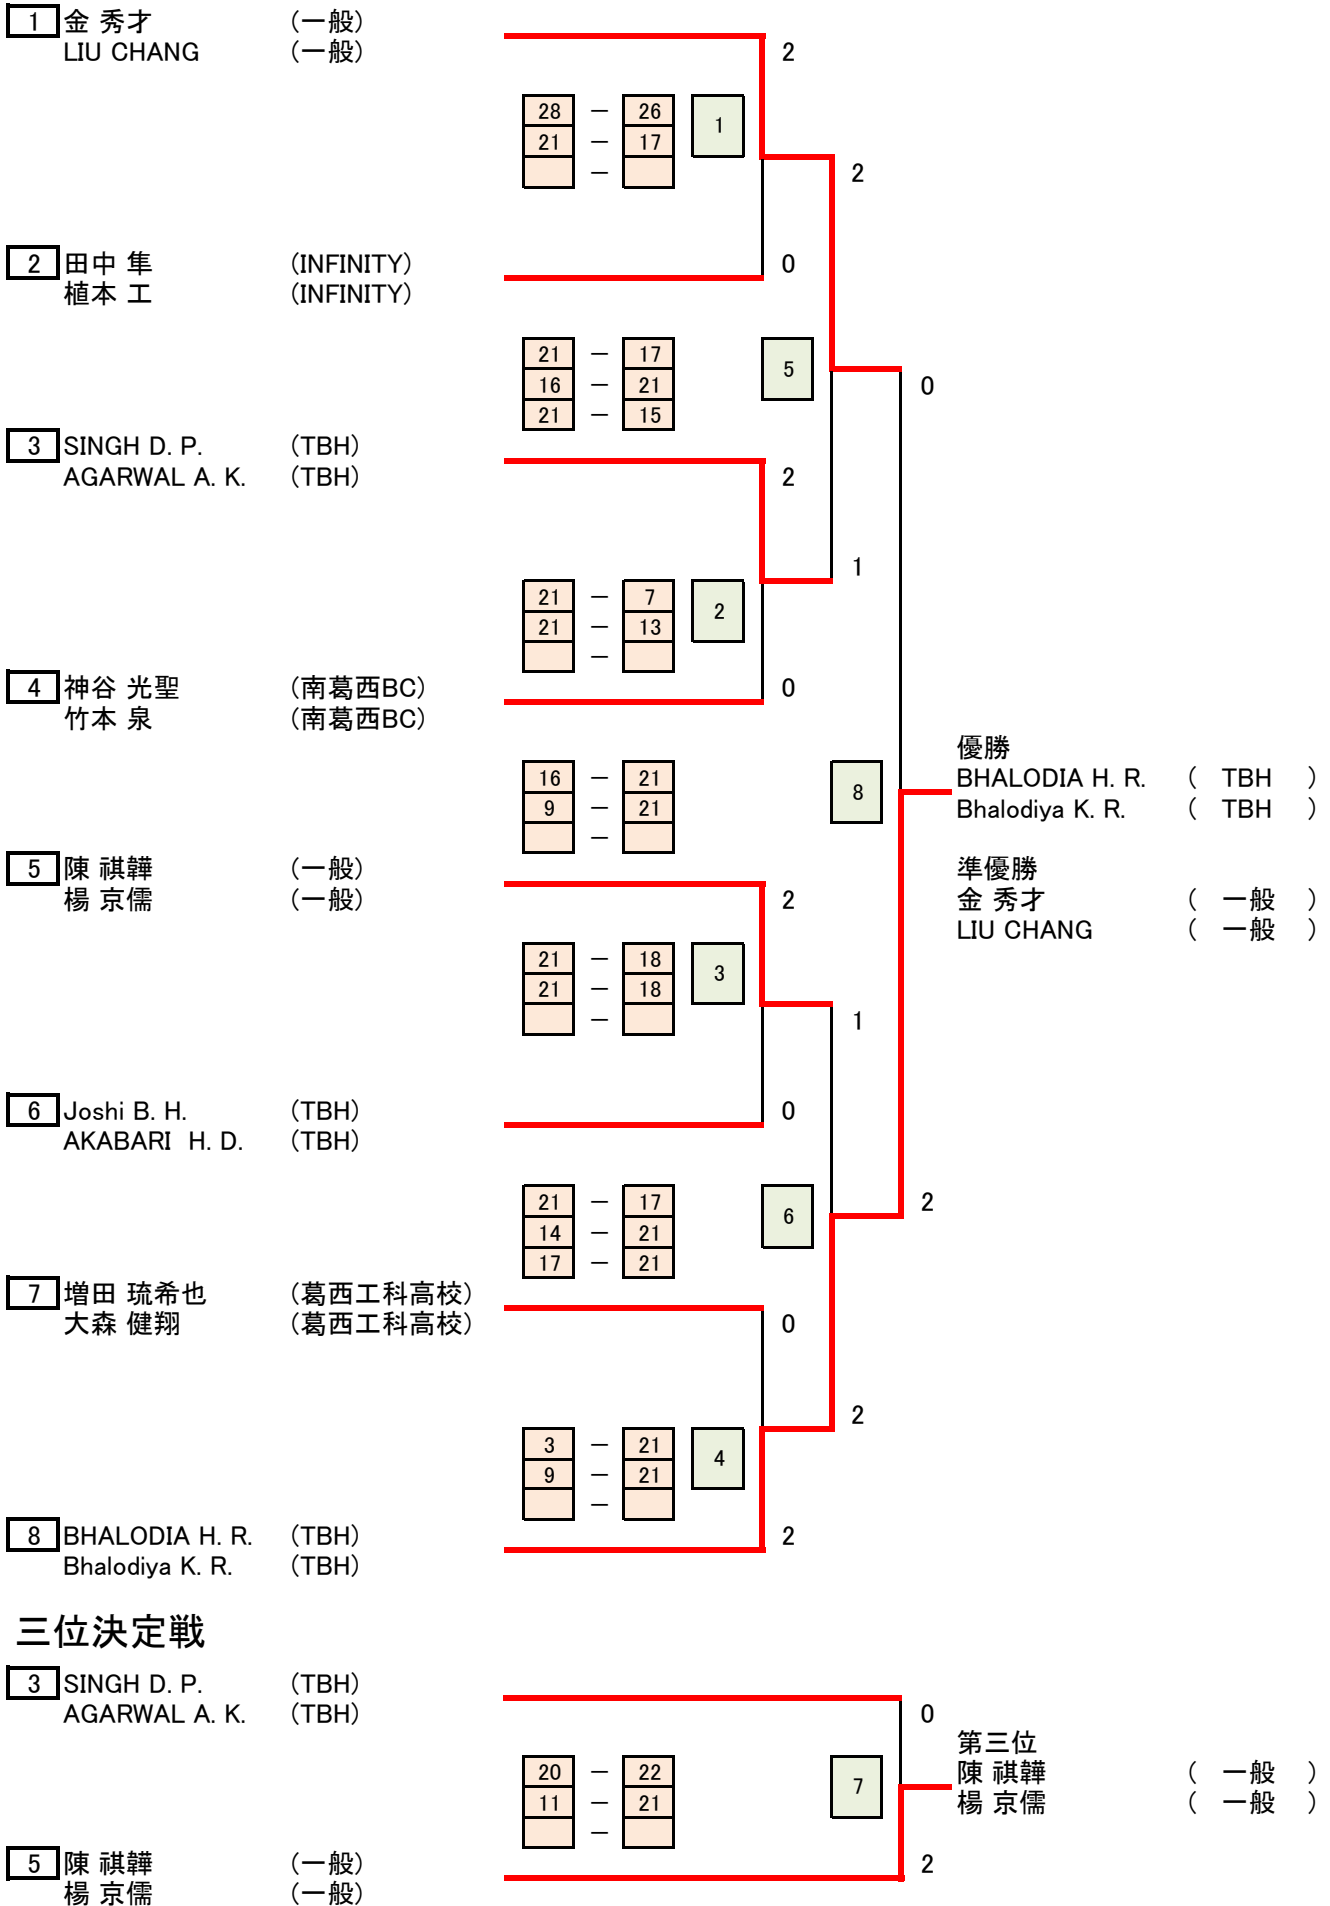 1 金 秀才 (一般)
LIU CHANG (一般)
2
28 － 26
1
21 － 17
－
2
2 田中 隼 (INFINITY)
0
植本 工 (INFINITY)
21 － 17
5
16 － 21
0
21 － 15
3 SINGH D. P. (TBH)
AGARWAL A. K. (TBH)
2
1
21 － 7
2
21 － 13
－
4 神谷 光聖 (南葛西BC)
0
竹本 泉 (南葛西BC)
優勝
16 － 21
BHALODIA H. R. ( TBH )
8
9 － 21
Bhalodiya K. R. ( TBH )
－
5 陳 祺韡 (一般)
準優勝
楊 京儒 (一般)
2
金 秀才 ( 一般 )
LIU CHANG ( 一般 )
21 － 18
3
21 － 18
－
1
6 Joshi B. H. (TBH)
0
AKABARI H. D. (TBH)
21 － 17
2
6
14 － 21
17 － 21
7 増田 琉希也 (葛西工科高校)
大森 健翔 (葛西工科高校)
0
2
3 － 21
4
9 － 21
－
8 BHALODIA H. R. (TBH)
2
Bhalodiya K. R. (TBH)
三位決定戦
3 SINGH D. P. (TBH)
AGARWAL A. K. (TBH)
0
第三位
20 － 22
陳 祺韡 ( 一般 )
7
11 － 21
楊 京儒 ( 一般 )
－
5 陳 祺韡 (一般)
2
楊 京儒 (一般)